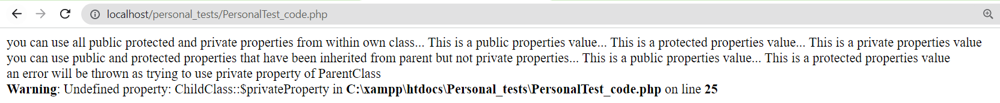 localhost/personal_tests/PersonalTest_code.php
you can use all public protected and private properties from within own class... This is a public properties value... This is a protected properties value... This is a private properties value
you can use public and protected properties that have been inherited from parent but not private properties... This is a public properties value... This is a protected properties value
an error will be thrown as trying to use private property of ParentClass
Warning: Undefined property: ChildClass::$privateProperty in C:\xampp\htdocs\Personal_tests\PersonalTest_code.php on line 25